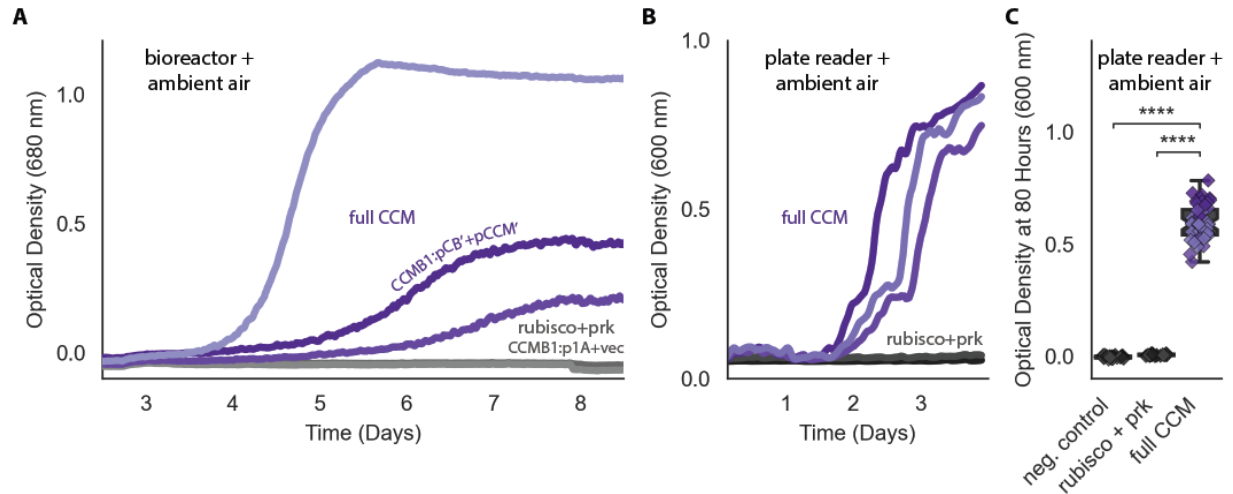 A
bioreactor +
ambient air
Optical Density (680 nm)
1.0
0.5
0.0
full CCM
CCMB1:pCB'+pCCM'
rubisco+prk
CCMB1:p1A+vec
3 4 5 6 7 8
Time (Days)
B
plate reader +
ambient air
Optical Density (600 nm)
1.0
0.5
0.0
full CCM
rubisco+prk
1 2 3
Time (Days)
C
plate reader +
ambient air
Optical Density at 80 Hours (600 nm)
1.0
0.5
0.0
****
****
neg. control
rubisco + prk
full CCM